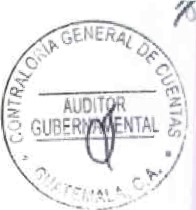 CONTRALORIA GENERAL DE CUENTAS
AUDITOR
GUBERNAMENTAL
GUATEMALA, C.A.